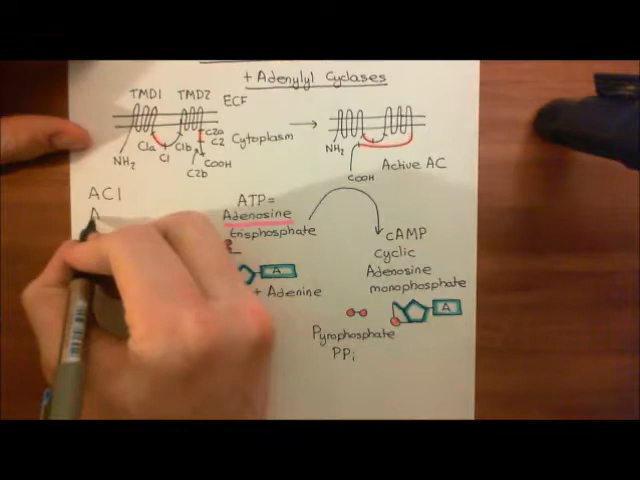 + Adenylyl Cyclases
TMD1 TMD2 ECF
C1a C1 C1b C2a C2 Cytoplasm
NH2 C2b COOH
NH2
COOH
Active AC
AC1
A
ATP =
Adenosine
trisphosphate
A
+ Adenine
cAMP
cyclic
Adenosine
monophosphate
A
Pyrophosphate
PPi